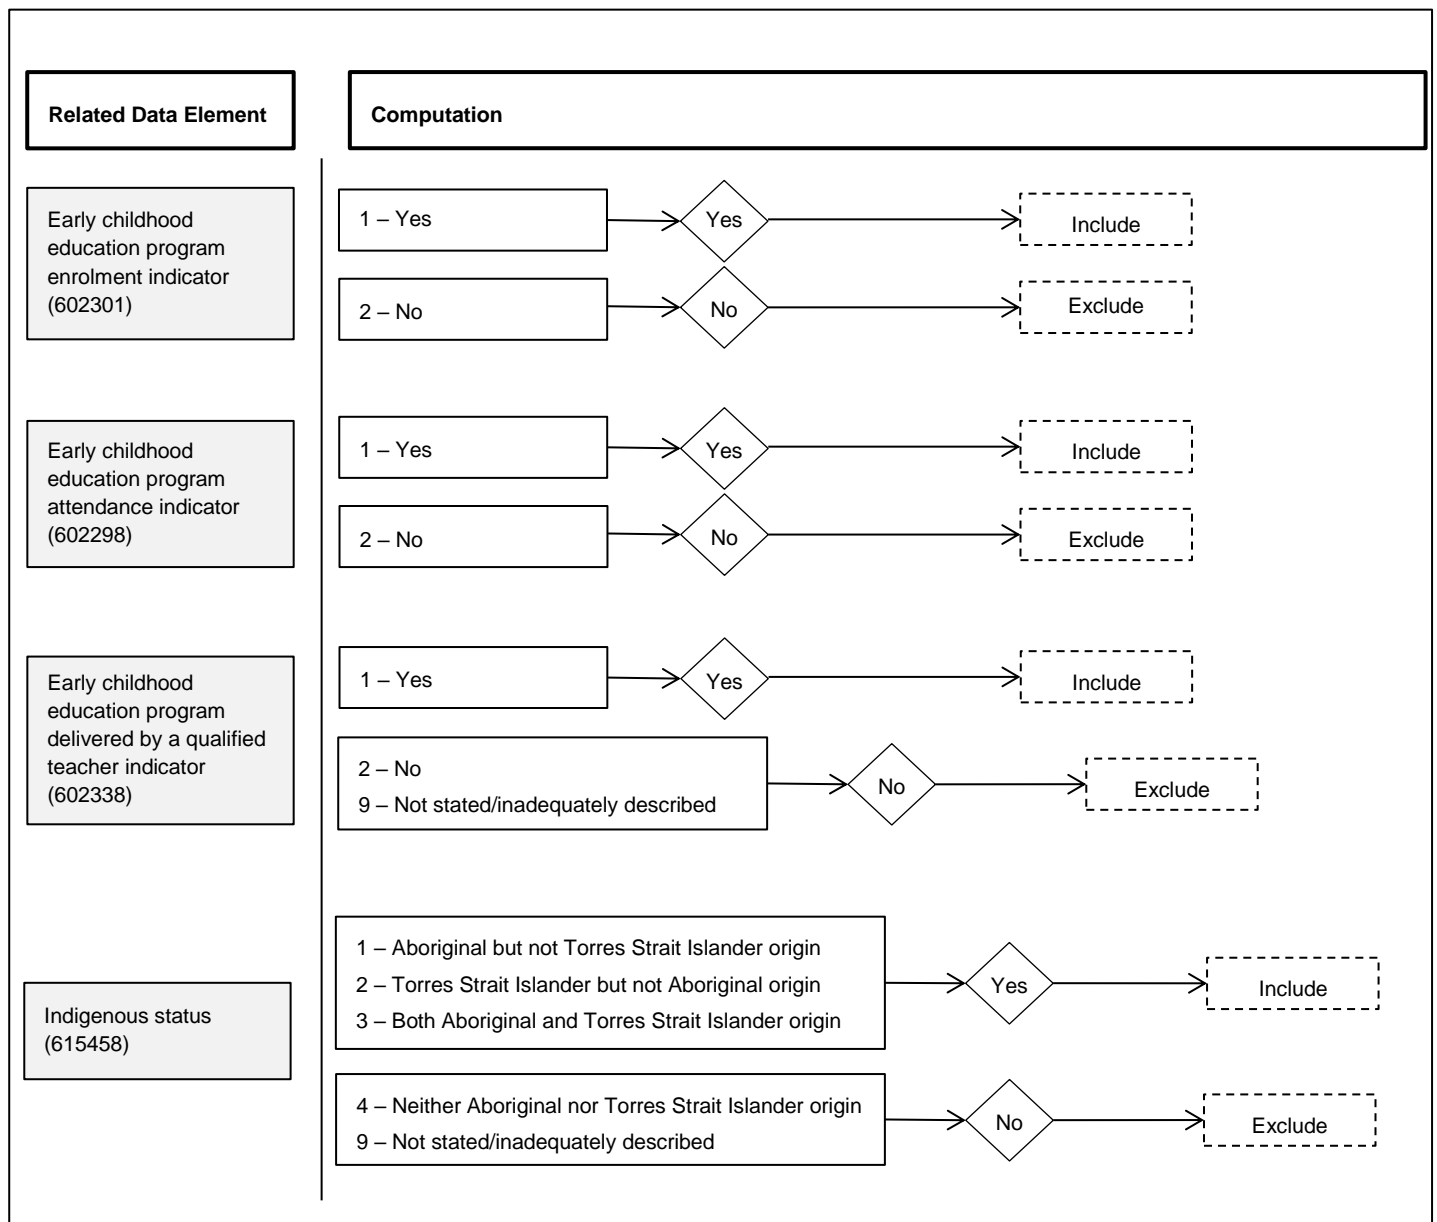 Related Data Element
Computation
Early childhood
education program
enrolment indicator
(602301)
1 – Yes
Yes
Include
2 – No
No
Exclude
Early childhood
education program
attendance indicator
(602298)
1 – Yes
Yes
Include
2 – No
No
Exclude
Early childhood
education program
delivered by a qualified
teacher indicator
(602338)
1 – Yes
Yes
Include
2 – No
9 – Not stated/inadequately described
No
Exclude
Indigenous status
(615458)
1 – Aboriginal but not Torres Strait Islander origin
2 – Torres Strait Islander but not Aboriginal origin
3 – Both Aboriginal and Torres Strait Islander origin
Yes
Include
4 – Neither Aboriginal nor Torres Strait Islander origin
9 – Not stated/inadequately described
No
Exclude